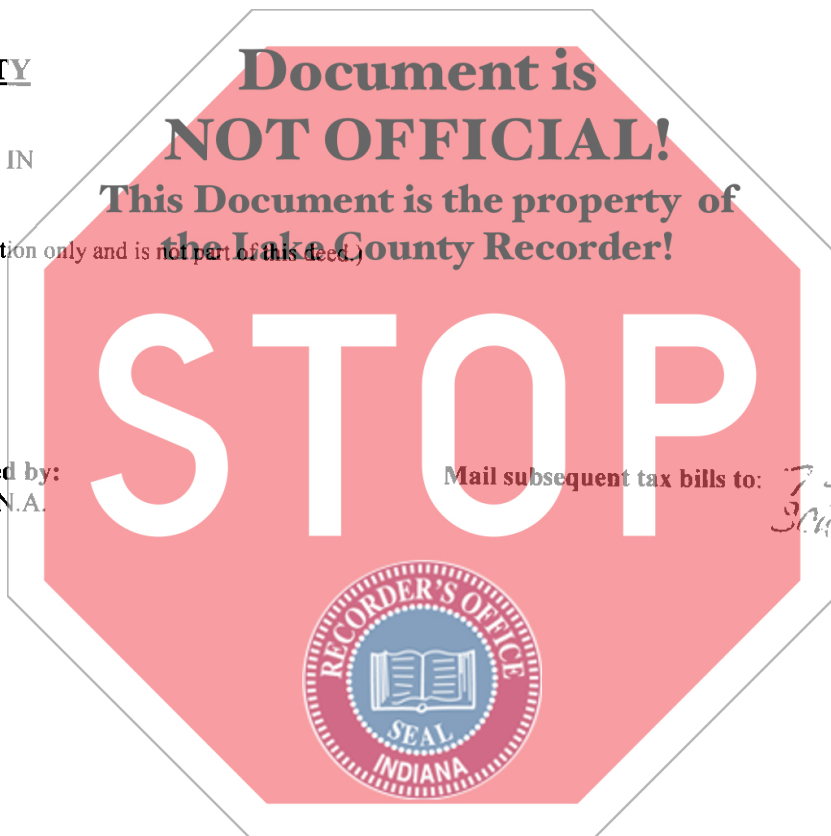 Document is
TY
NOT OFFICIAL!
IN
This Document is the property of
the Lake County Recorder!
tion only and is not part of this deed.)
STOP
ed by:
Mail subsequent tax bills to:
N.A.
RECORDER'S OFFICE
SEAL
INDIANA